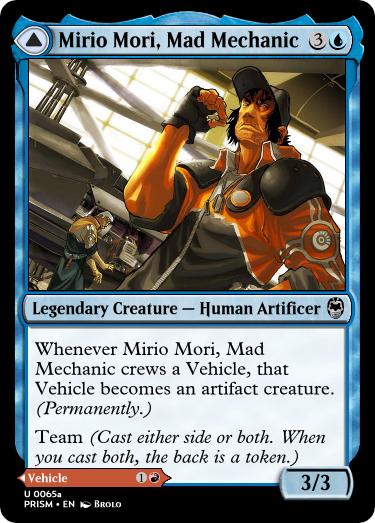 Mirio Mori, Mad Mechanic 3
Legendary Creature — Human Artificer
Whenever Mirio Mori, Mad
Mechanic crews a Vehicle, that
Vehicle becomes an artifact creature.
(Permanently.)
Team (Cast either side or both. When
you cast both, the back is a token.)
Vehicle 1
3/3
U 0065a
PRISM • EN Brolo